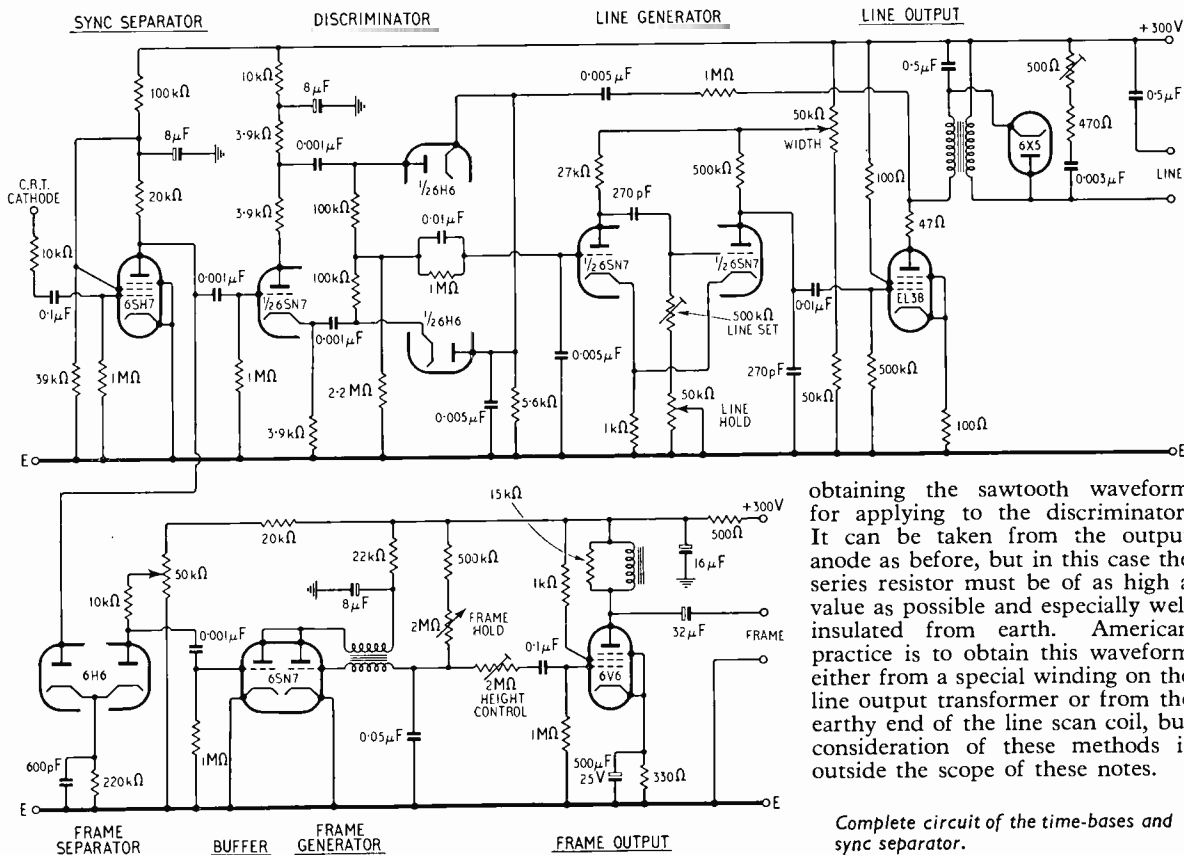 SYNC SEPARATOR
DISCRIMINATOR
LINE GENERATOR
LINE OUTPUT
+300V
100kΩ
8μF
20kΩ
C.R.T. CATHODE
10kΩ
0·1μF
6SH7
39kΩ
1MΩ
10kΩ
8μF
3·9kΩ
0·001μF
3·9kΩ
0·001μF
½6SN7
1MΩ
3·9kΩ
0·001μF
½6H6
100kΩ
100kΩ
0·01μF
1MΩ
½6H6
2·2MΩ
0·005μF
5·6kΩ
0·005μF
0·005μF
1MΩ
27kΩ
270pF
½6SN7
500kΩ
½6SN7
500kΩ
LINE SET
50kΩ
LINE HOLD
1kΩ
50kΩ
WIDTH
270pF
50kΩ
0·01μF
100Ω
500kΩ
47Ω
EL38
100Ω
0·5μF
6X5
500Ω
470Ω
0·003μF
0·5μF
LINE
E
E
+300V
20kΩ
50kΩ
10kΩ
0·001μF
6H6
600pF
220kΩ
1MΩ
6SN7
22kΩ
8μF
500kΩ
2MΩ
FRAME HOLD
2MΩ
HEIGHT CONTROL
0·05μF
0·1μF
15kΩ
1kΩ
6V6
1MΩ
500μF
25V
330Ω
16μF
500Ω
32μF
FRAME
E
E
FRAME SEPARATOR
BUFFER
FRAME GENERATOR
FRAME OUTPUT
obtaining the sawtooth waveform
for applying to the discriminator
It can be taken from the output
anode as before, but in this case the
series resistor must be of as high a
value as possible and especially wel
insulated from earth. American
practice is to obtain this waveform
either from a special winding on the
line output transformer or from the
earthy end of the line scan coil, bu
consideration of these methods i
outside the scope of these notes.
Complete circuit of the time-bases and
sync separator.